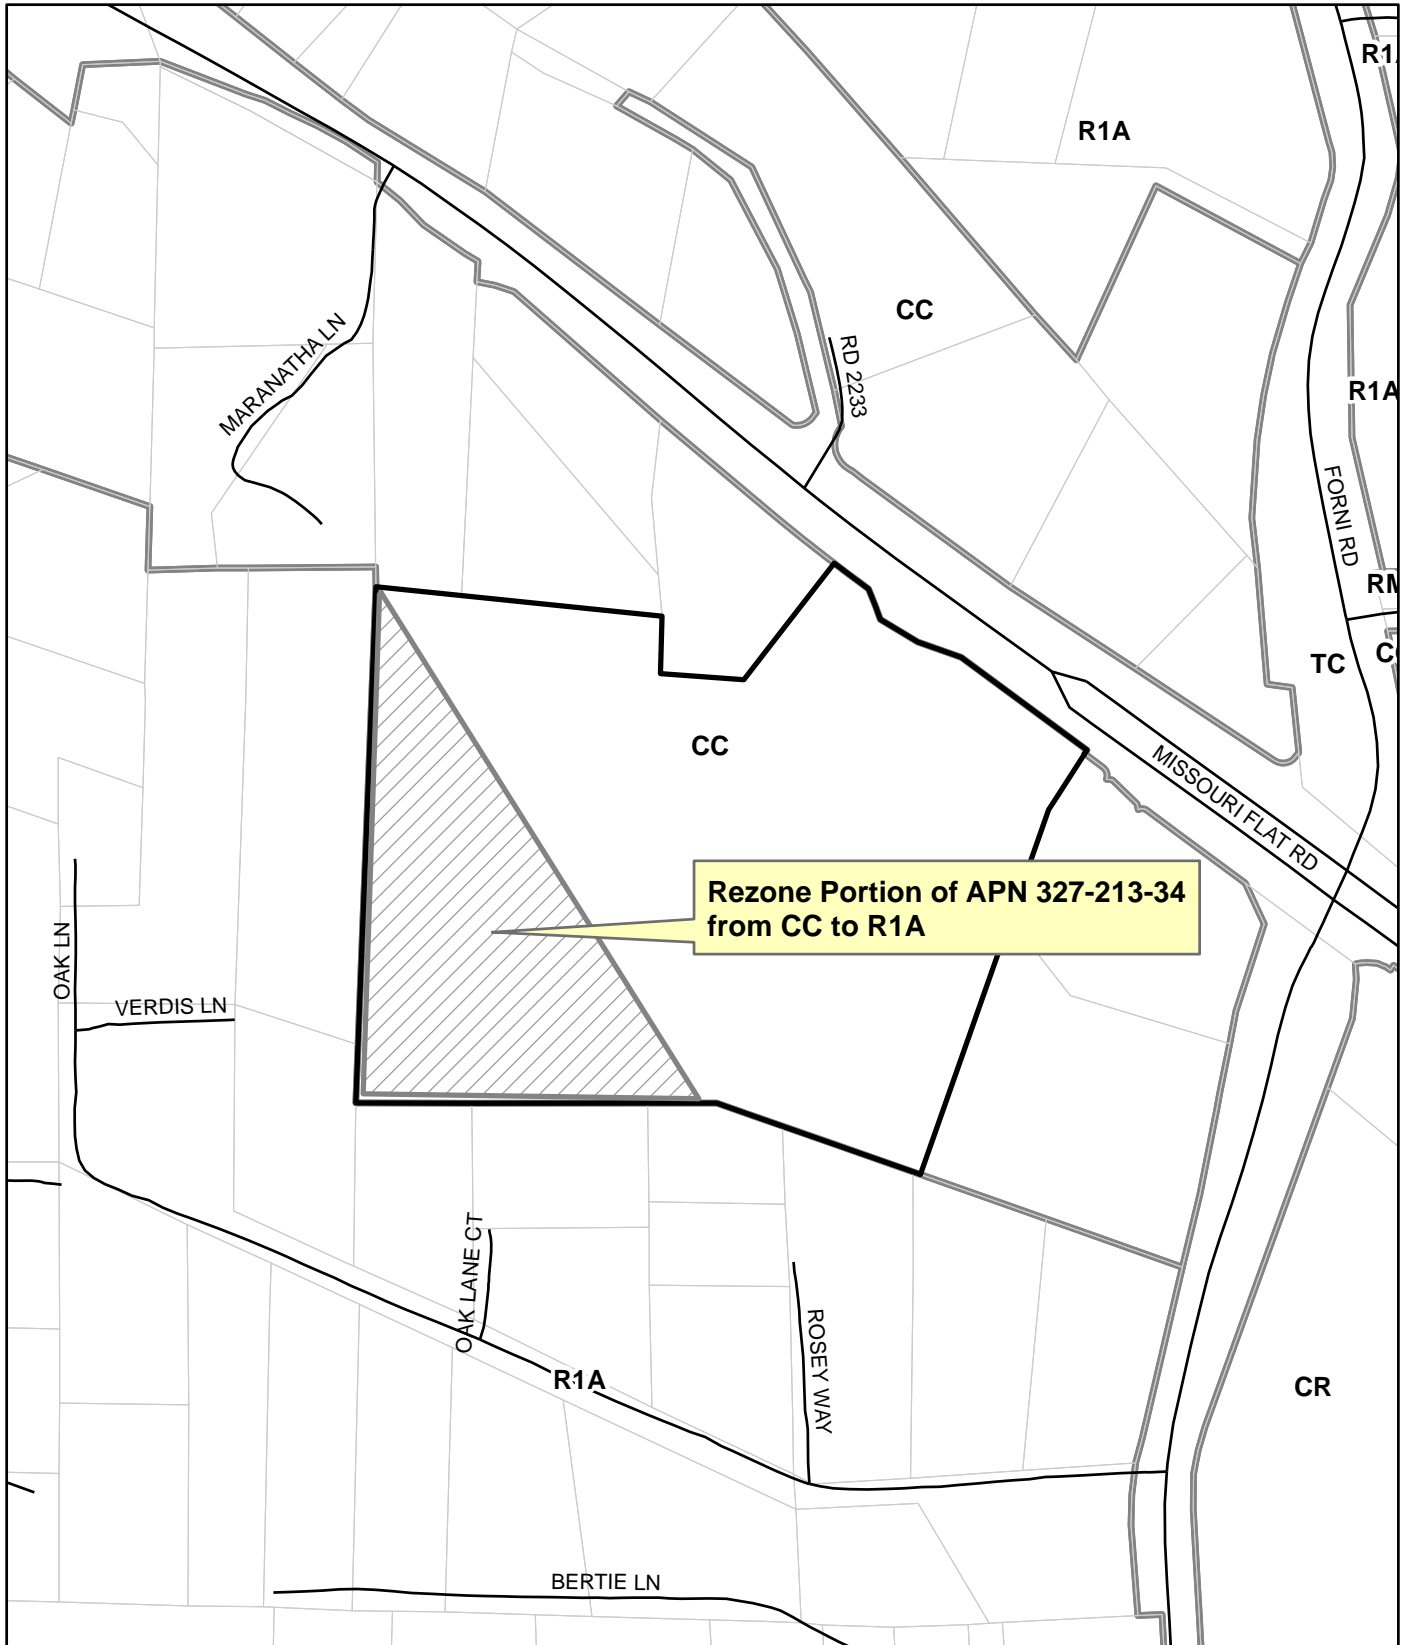 R1
R1A
CC
RD 2233
MARANATHA LN
R1A
FORNI RD
TC
CC
MISSOURI FLAT RD
Rezone Portion of APN 327-213-34
from CC to R1A
OAK LN
VERDIS LN
OAK LANE CT
ROSEY WAY
R1A
CR
BERTIE LN